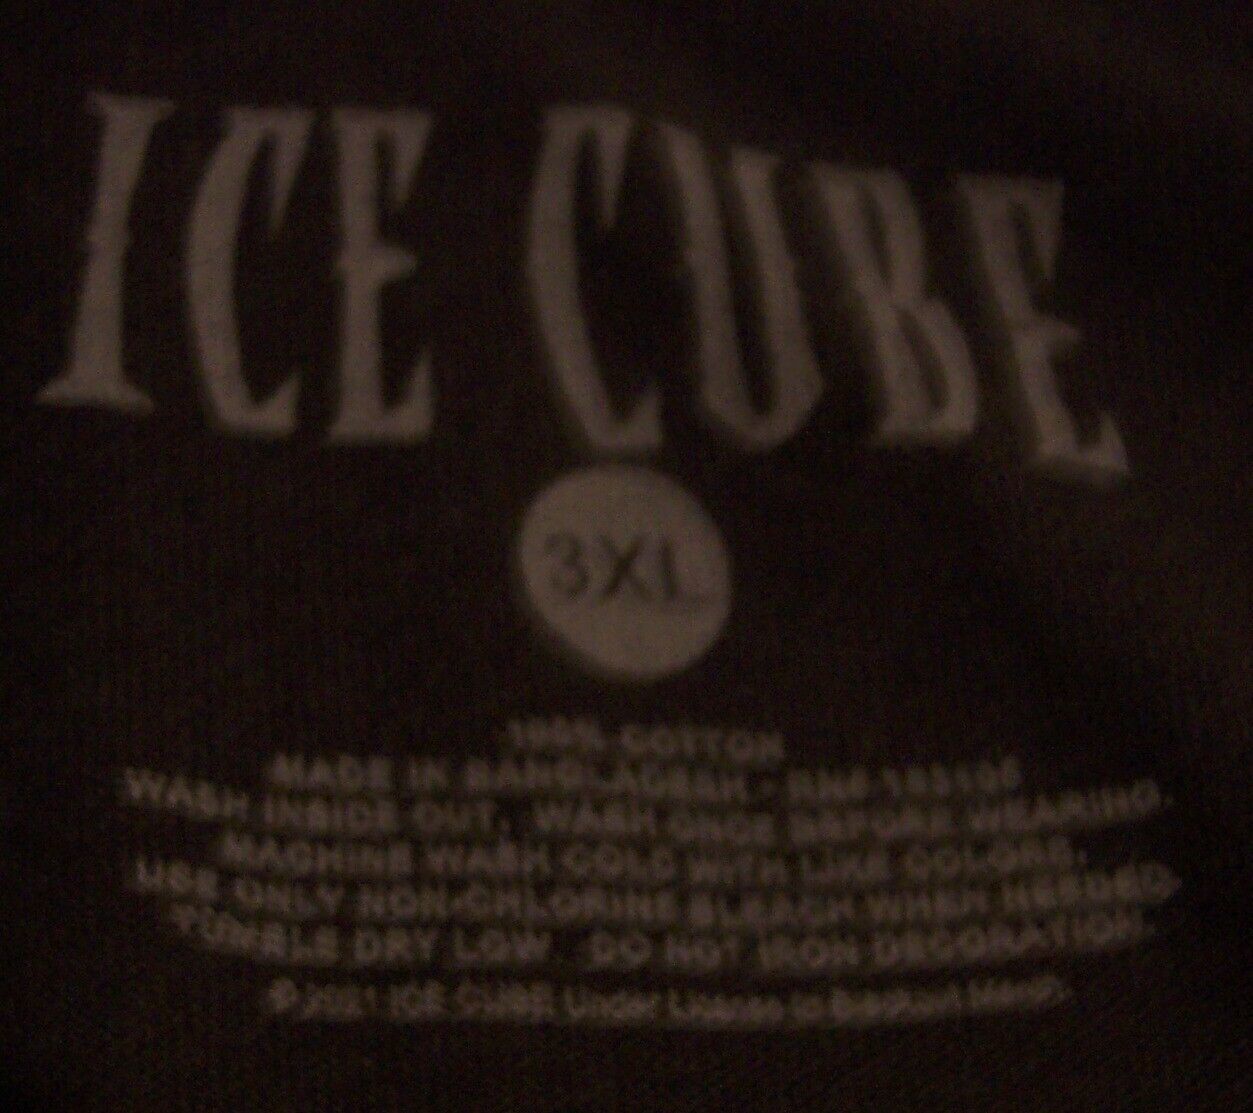 ICE CUBE
3XL
100% COTTON
MADE IN BANGLADESH -
WASH INSIDE OUT. WASH ONCE BEFORE WEARING.
MACHINE WASH COLD WITH LIKE COLORS.
USE ONLY NON-CHLORINE BLEACH WHEN NEEDED.
TUMBLE DRY LOW. DO NOT IRON DECORATION.
© 2021 ICE CUBE Under License to